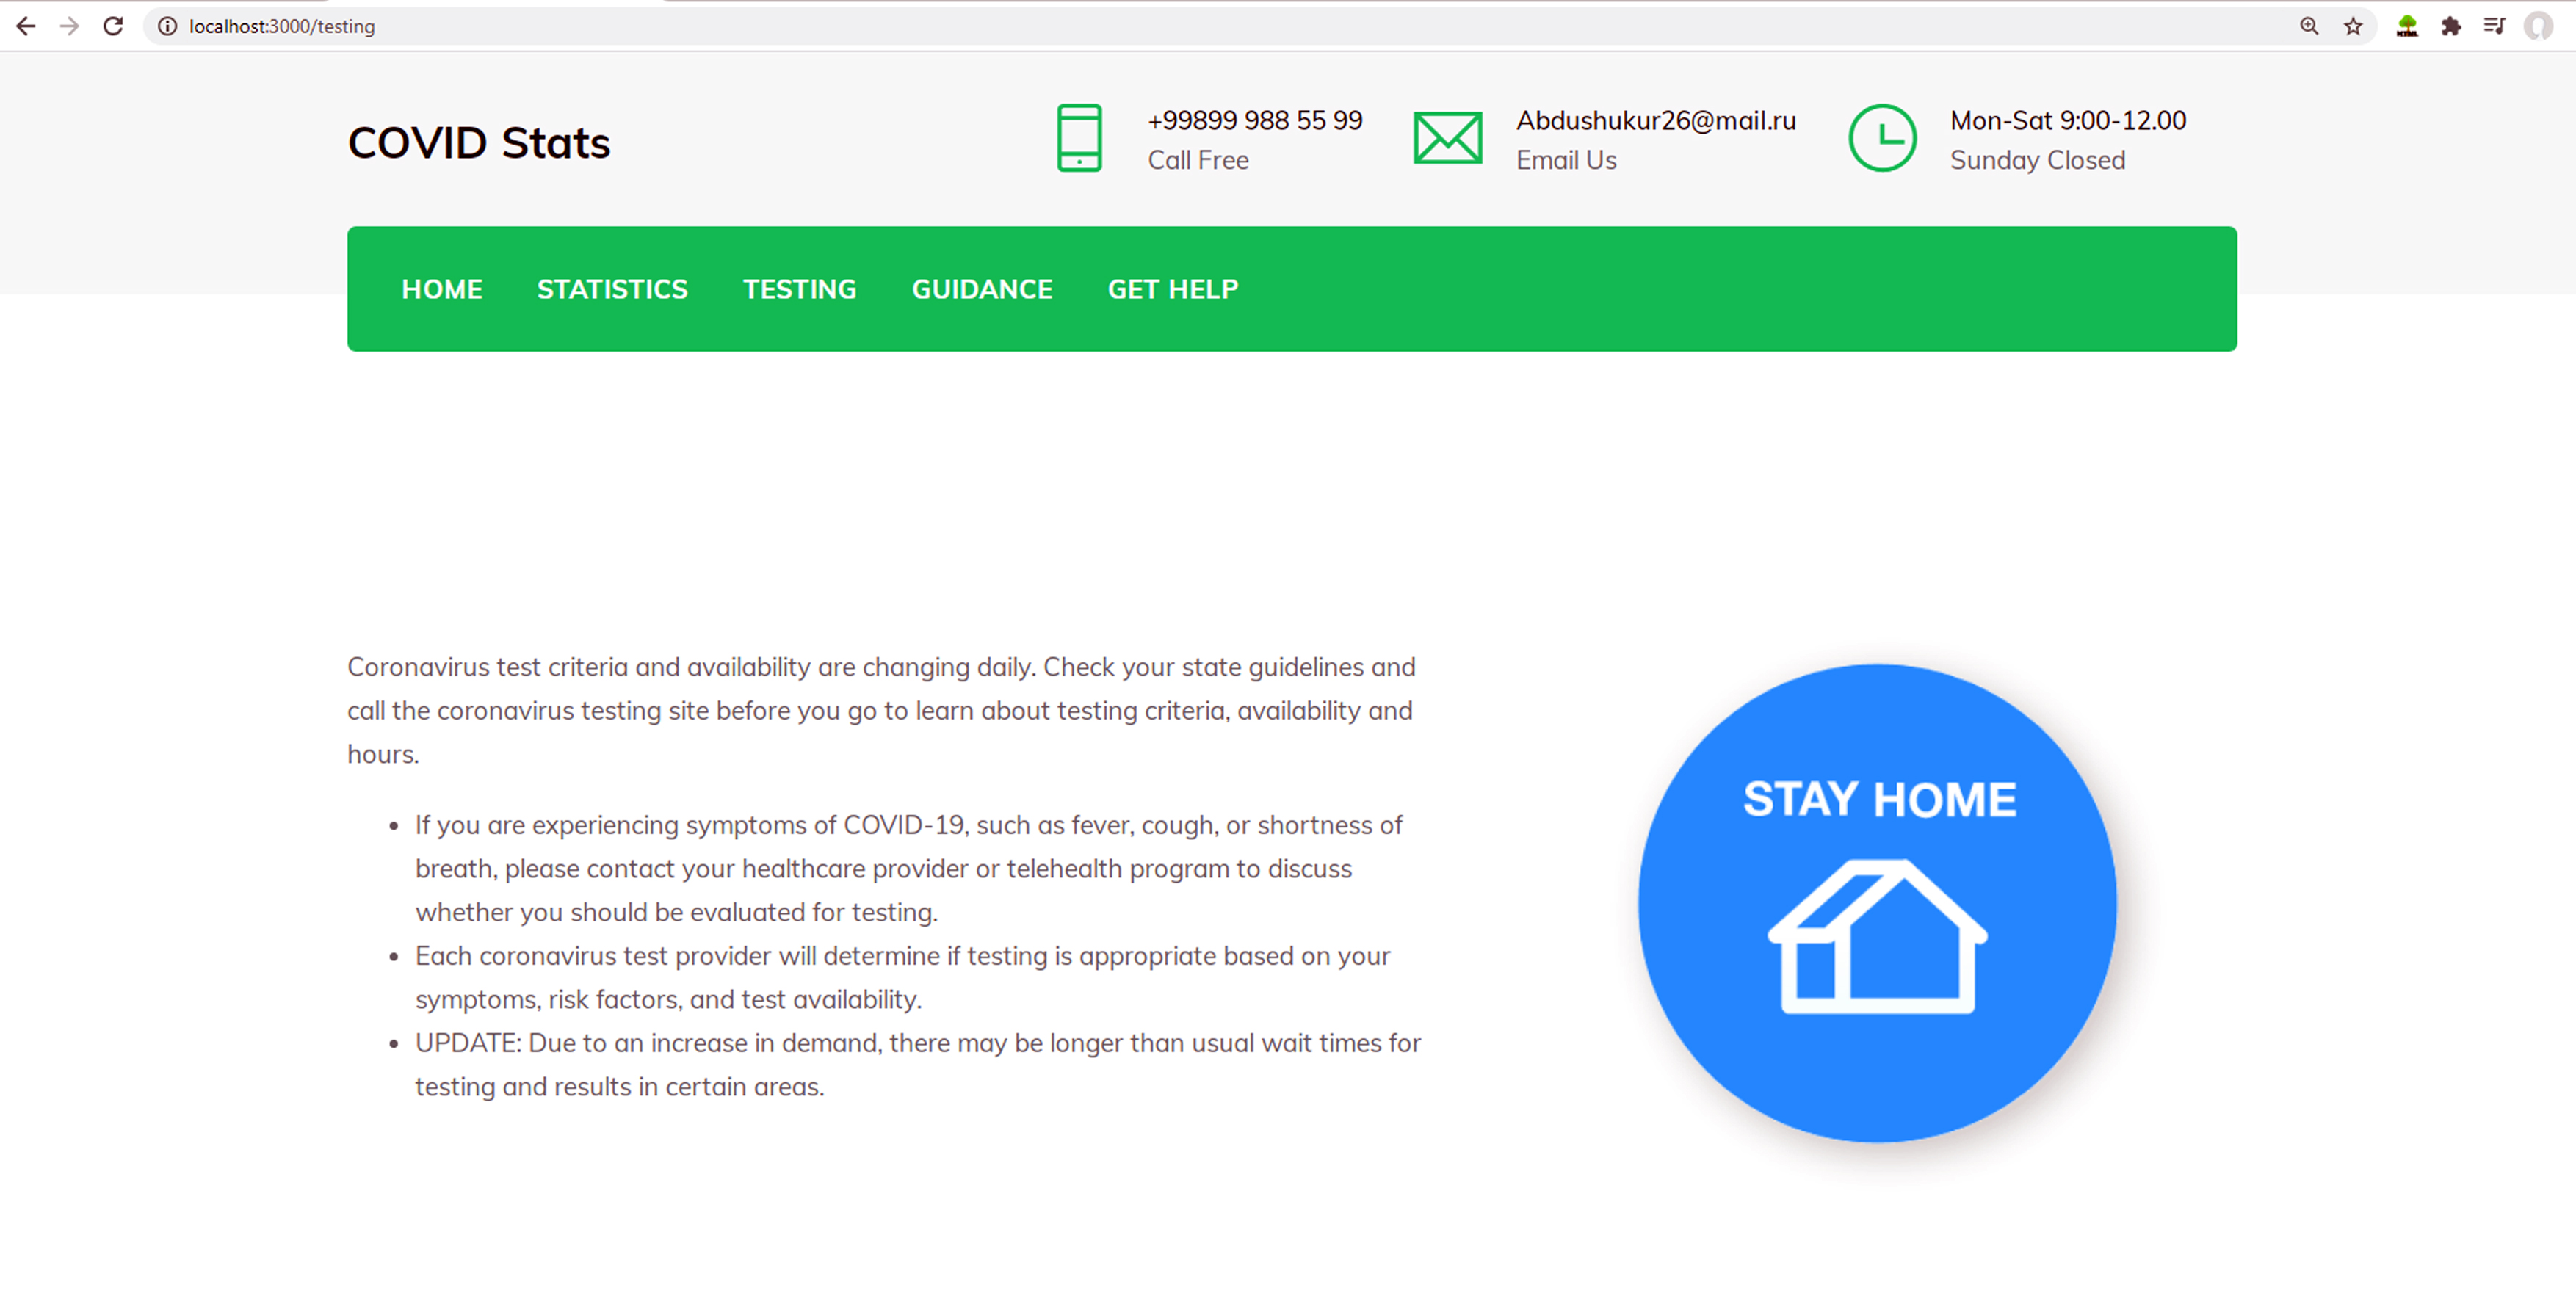 localhost:3000/testing
COVID Stats
+99899 988 55 99
Call Free
Abdushukur26@mail.ru
Email Us
Mon-Sat 9:00-12.00
Sunday Closed
HOME STATISTICS TESTING GUIDANCE GET HELP
Coronavirus test criteria and availability are changing daily. Check your state guidelines and
call the coronavirus testing site before you go to learn about testing criteria, availability and
hours.
• If you are experiencing symptoms of COVID-19, such as fever, cough, or shortness of
breath, please contact your healthcare provider or telehealth program to discuss
whether you should be evaluated for testing.
• Each coronavirus test provider will determine if testing is appropriate based on your
symptoms, risk factors, and test availability.
• UPDATE: Due to an increase in demand, there may be longer than usual wait times for
testing and results in certain areas.
STAY HOME